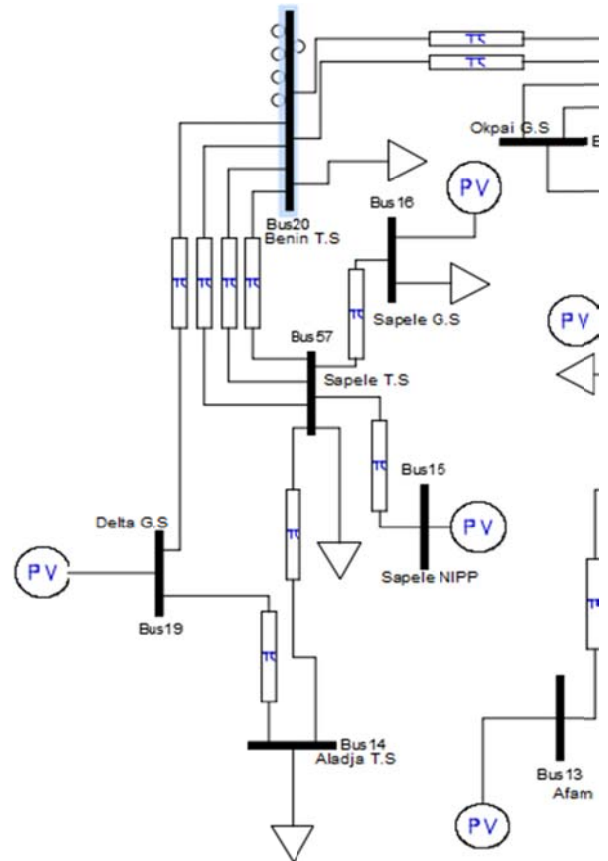 Okpai G.S
E
PV
Bus16
Bus20
Benin T.S
Sapele G.S
PV
Bus57
Sapele T.S
Bus15
Delta G.S
PV
PV
Sapele NIPP
Bus19
Bus14
Aladja T.S
Bus13
Afam
PV